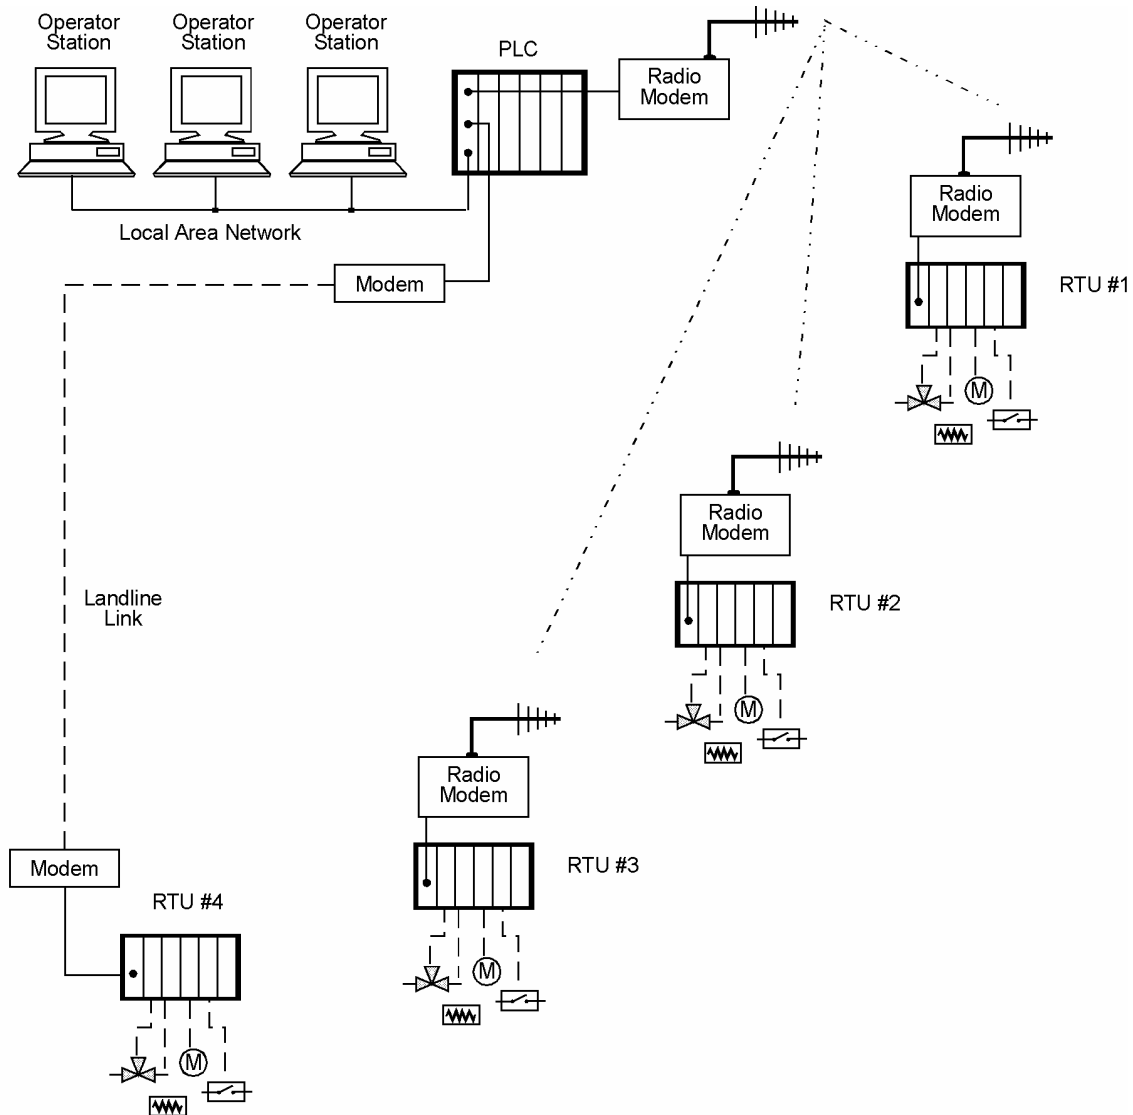 Operator
Station
Operator
Station
Operator
Station
PLC
Radio
Modem
Local Area Network
Modem
Radio
Modem
RTU #1
M
Radio
Modem
RTU #2
M
Landline
Link
Radio
Modem
RTU #3
M
Modem
RTU #4
M